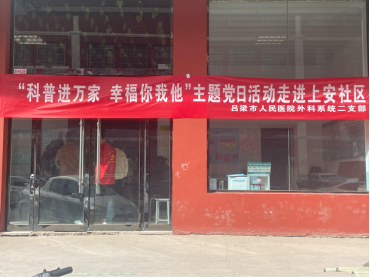 “科普进万家 幸福你我他”主题党日活动走进上安社区
吕梁市人民医院外科系统二支部